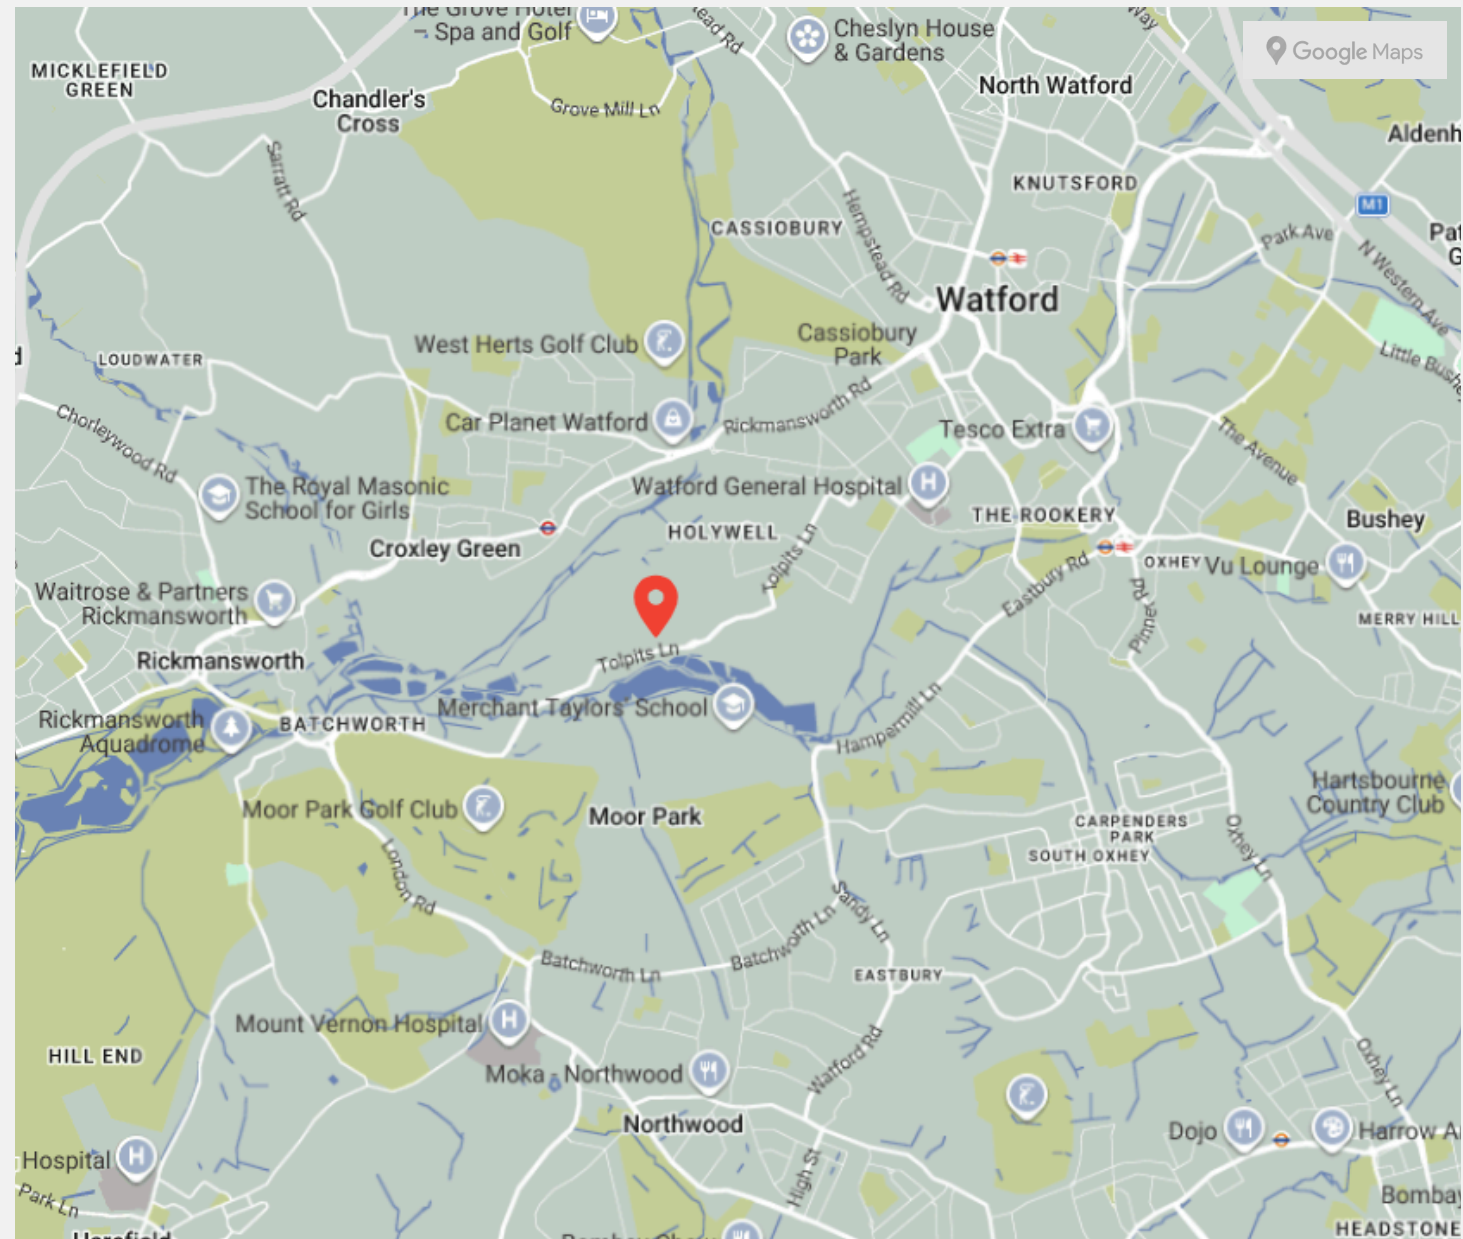 The Grove Hotel
– Spa and Golf
Cheslyn House
& Gardens
Way
Google Maps
MICKLEFIELD
GREEN
Chandler's
Cross
Grove Mill Ln
North Watford
Sarratt Rd
KNUTSFORD
M1
CASSIOBURY
Hempstead Rd
Park Ave
N Western Ave
Watford
West Herts Golf Club
Cassiobury
Park
LOUDWATER
Chorleywood Rd
Car Planet Watford
Rickmansworth Rd
Tesco Extra
The Avenue
The Royal Masonic
School for Girls
Watford General Hospital
H
THE ROOKERY
Bushey
HOLYWELL
Croxley Green
Tolpits Ln
Eastbury Rd
OXHEY
Vu Lounge
Waitrose & Partners
Rickmansworth
Pinner Rd
MERRY HILL
Rickmansworth
Tolpits Ln
Rickmansworth
Aquadrome
BATCHWORTH
Merchant Taylors' School
Hampermill Ln
Hartsbourne
Country Club
Moor Park Golf Club
Moor Park
CARPENDERS
PARK
SOUTH OXHEY
Oxhey Ln
London Rd
Sandy Ln
Batchworth Ln
Batchworth Ln
EASTBURY
Mount Vernon Hospital
H
HILL END
Moka - Northwood
Watford Rd
Oxhey Ln
Northwood
Dojo
Hospital
H
High St
Park Ln
HEADSTONE